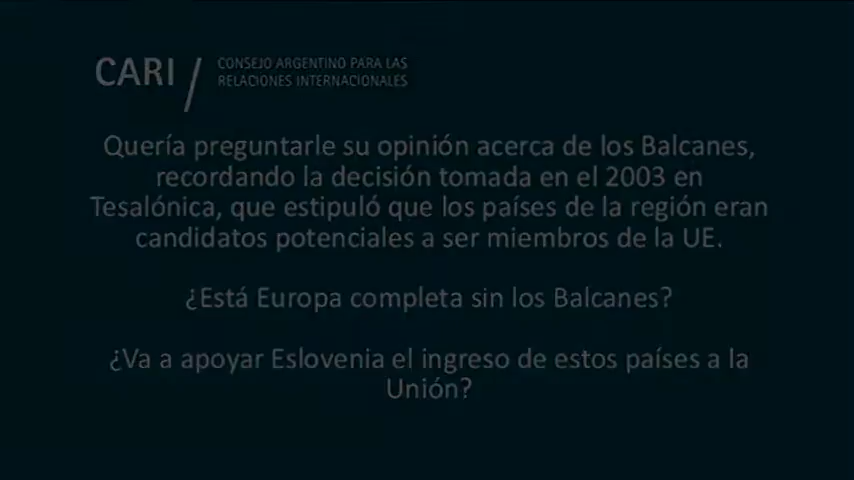 CARI
CONSEJO ARGENTINO PARA LAS
RELACIONES INTERNACIONALES
Quería preguntarle su opinión acerca de los Balcanes,
recordando la decisión tomada en el 2003 en
Tesalónica, que estipuló que los países de la región eran
candidatos potenciales a ser miembros de la UE.
¿Está Europa completa sin los Balcanes?
¿Va a apoyar Eslovenia el ingreso de estos países a la
Unión?